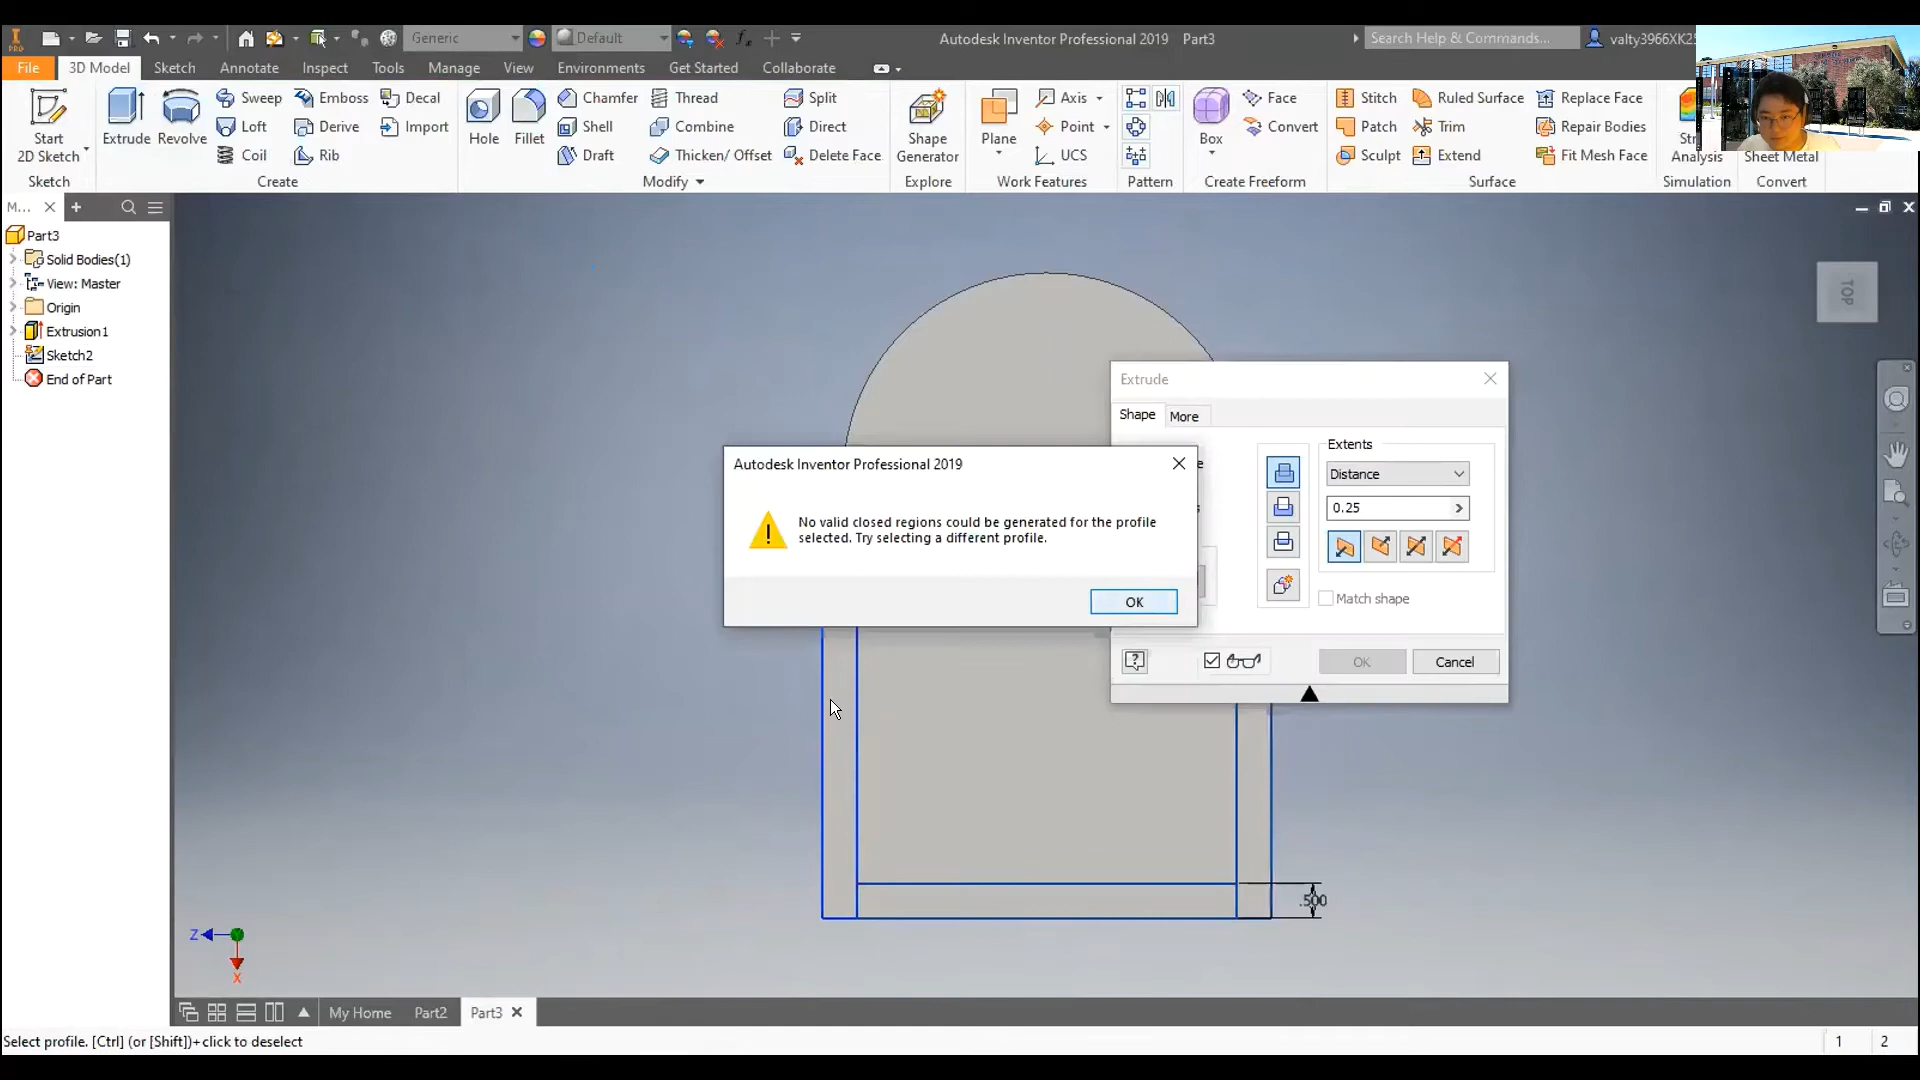 Generic
Default
Autodesk Inventor Professional 2019 Part3
Search Help & Commands...
File
3D Model
Sketch
Annotate
Inspect
Tools
Manage
View
Environments
Get Started
Collaborate
Start
2D Sketch
Sketch
Extrude
Revolve
Sweep
Loft
Coil
Emboss
Derive
Rib
Decal
Import
Create
Hole
Fillet
Chamfer
Shell
Draft
Thread
Combine
Thicken/ Offset
Split
Direct
Delete Face
Modify
Shape
Generator
Explore
Plane
Axis
Point
UCS
Work Features
Pattern
Box
Face
Convert
Create Freeform
Stitch
Patch
Sculpt
Ruled Surface
Trim
Extend
Replace Face
Repair Bodies
Fit Mesh Face
Surface
Analysis
Simulation
Sheet Metal
Convert
M...
Part3
Solid Bodies(1)
View: Master
Origin
Extrusion1
Sketch2
End of Part
TOP
Extrude
Shape
More
Extents
Distance
0.25
Match shape
OK
Cancel
Autodesk Inventor Professional 2019
No valid closed regions could be generated for the profile
selected. Try selecting a different profile.
OK
.500
Z
X
My Home
Part2
Part3
Select profile. [Ctrl] (or [Shift])+click to deselect
1
2